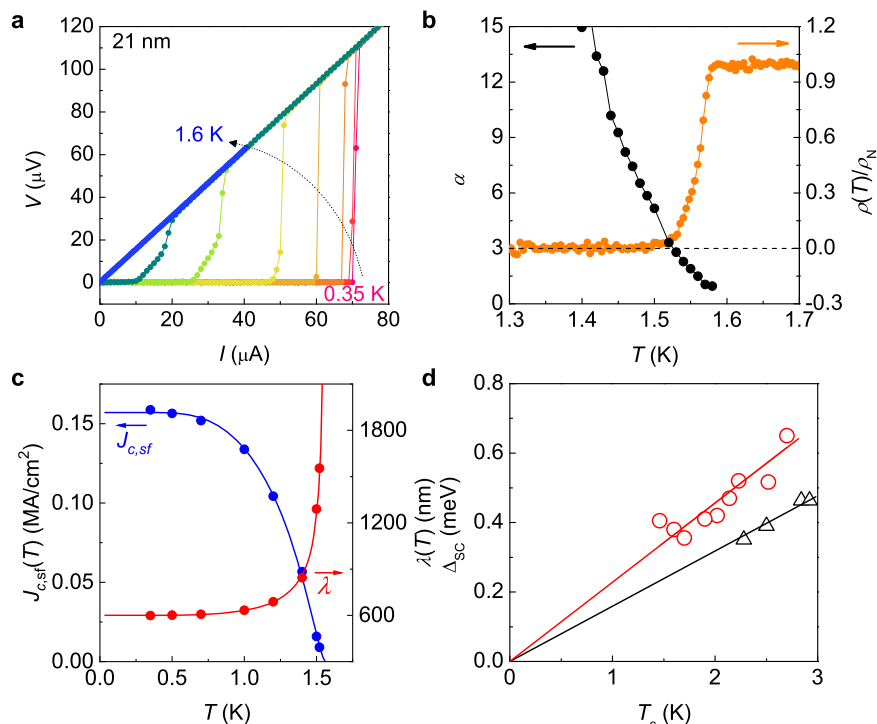 a
21 nm
1.6 K
0.35 K
120
100
80
60
40
20
0
V (μV)
0 20 40 60 80
I (μA)
b
15
12
9
6
3
0
α
1.2
0.9
0.6
0.3
0.0
-0.3
ρ(T)/ρN
1.3 1.4 1.5 1.6 1.7
T (K)
c
0.15
0.10
0.05
0.00
Jc,sf(T) (MA/cm2)
Jc,sf
λ
1800
1200
600
λ(T) (nm)
0.0 0.5 1.0 1.5
T (K)
d
0.8
0.6
0.4
0.2
0.0
ΔSC (meV)
0 1 2 3
Tc (K)